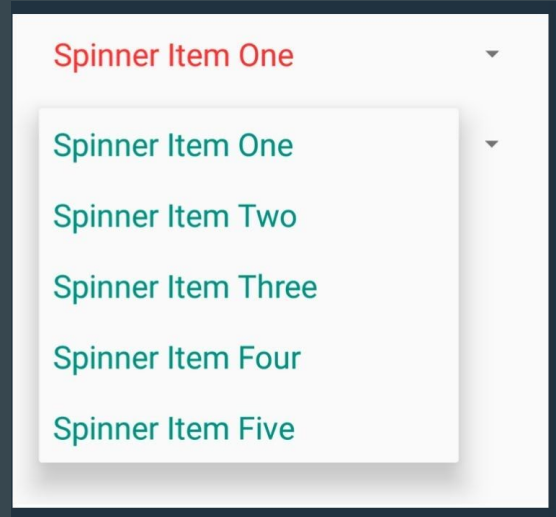 Spinner Item One
Spinner Item One
Spinner Item Two
Spinner Item Three
Spinner Item Four
Spinner Item Five